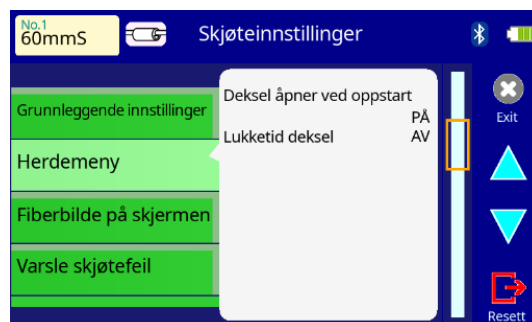 No.1
60mmS
Skjøteinnstillinger
Grunnleggende innstillinger
Herdemeny
Fiberbilde på skjermen
Varsle skjøtefeil
Deksel åpner ved oppstart
PÅ
Lukketid deksel AV
Exit
Resett